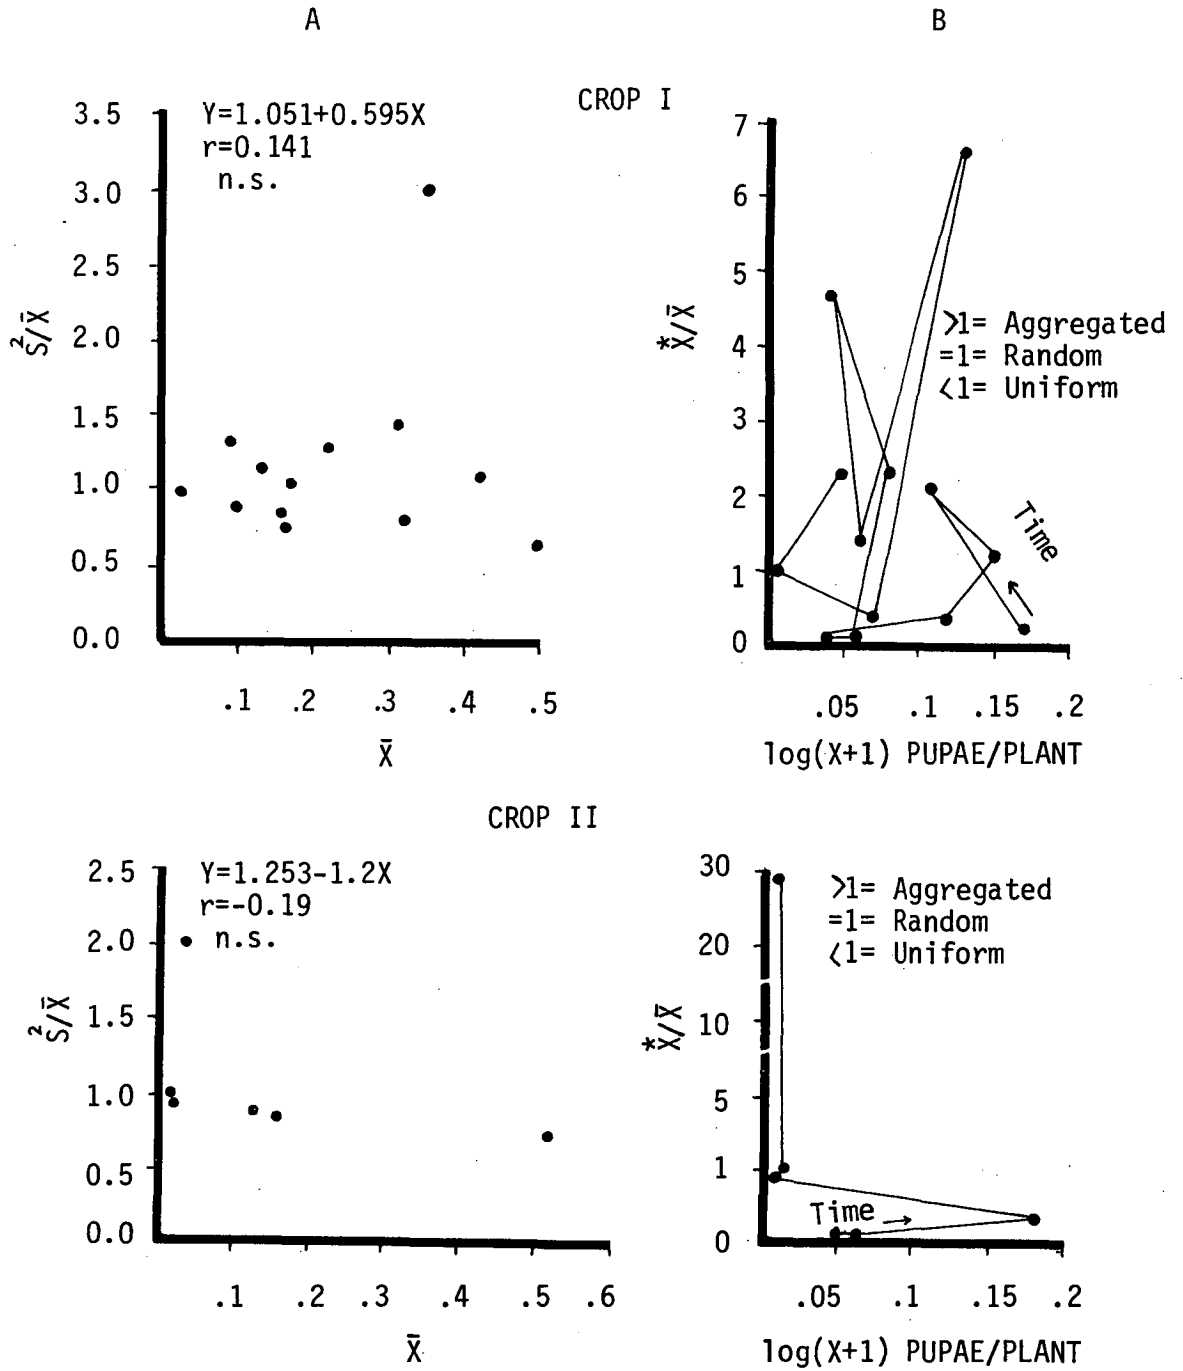 A
B
CROP I
3.5
3.0
2.5
2.0
1.5
1.0
0.5
0.0
S²/X̄
Y=1.051+0.595X
r=0.141
n.s.
.1 .2 .3 .4 .5
X̄
7
6
5
4
3
2
1
0
X*/X̄
>1= Aggregated
=1= Random
<1= Uniform
Time
.05 .1 .15 .2
log(X+1) PUPAE/PLANT
CROP II
2.5
2.0
1.5
1.0
0.5
0.0
S²/X̄
Y=1.253-1.2X
r=-0.19
n.s.
.1 .2 .3 .4 .5 .6
X̄
30
20
10
5
1
0
X*/X̄
>1= Aggregated
=1= Random
<1= Uniform
Time
.05 .1 .15 .2
log(X+1) PUPAE/PLANT